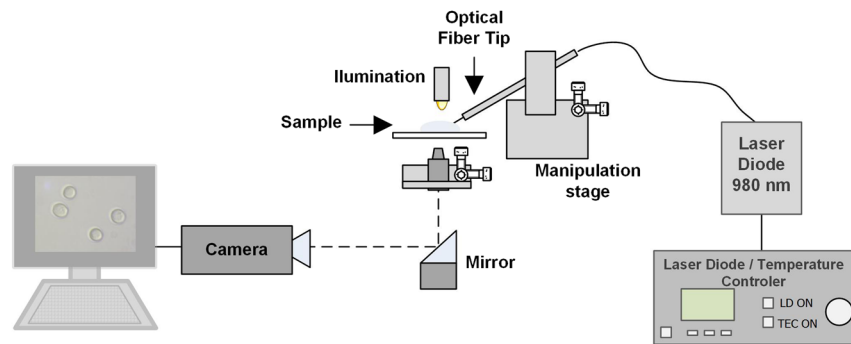 Optical
Fiber Tip
Ilumination
Sample
Manipulation
stage
Laser
Diode
980 nm
Camera
Mirror
Laser Diode / Temperature
Controler
LD ON
TEC ON